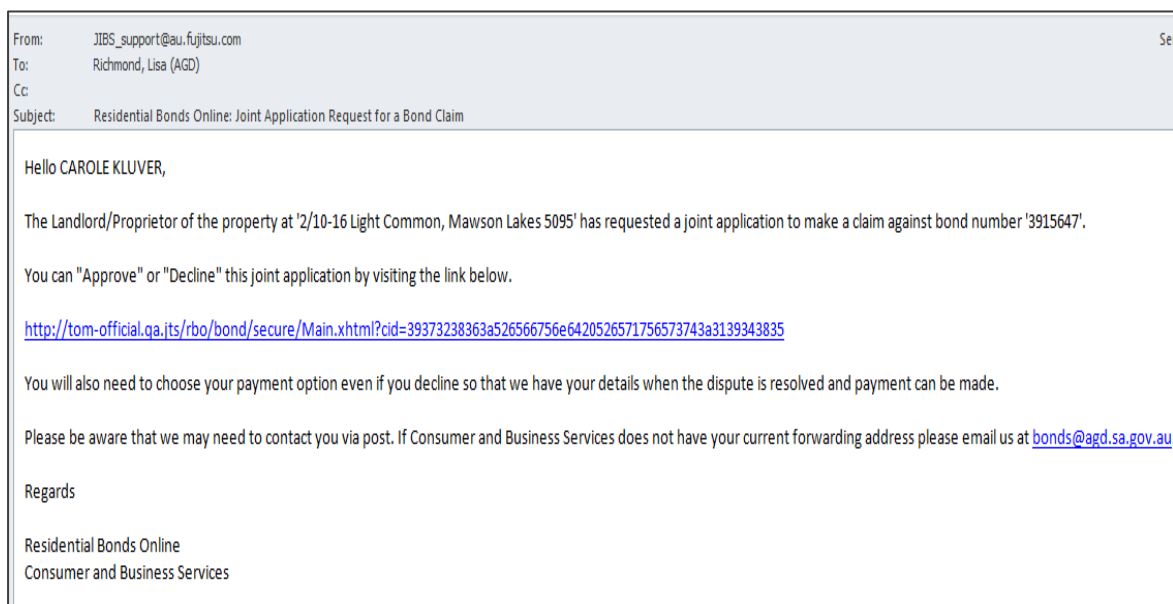 From: JIBS_support@au.fujitsu.com Se
To: Richmond, Lisa (AGD)
Cc:
Subject: Residential Bonds Online: Joint Application Request for a Bond Claim
Hello CAROLE KLUVER,
The Landlord/Proprietor of the property at '2/10-16 Light Common, Mawson Lakes 5095' has requested a joint application to make a claim against bond number '3915647'.
You can "Approve" or "Decline" this joint application by visiting the link below.
http://tom-official.qa.jts/rbo/bond/secure/Main.xhtml?cid=39373238363a526566756e6420526571756573743a3139343835
You will also need to choose your payment option even if you decline so that we have your details when the dispute is resolved and payment can be made.
Please be aware that we may need to contact you via post. If Consumer and Business Services does not have your current forwarding address please email us at bonds@agd.sa.gov.au
Regards
Residential Bonds Online
Consumer and Business Services